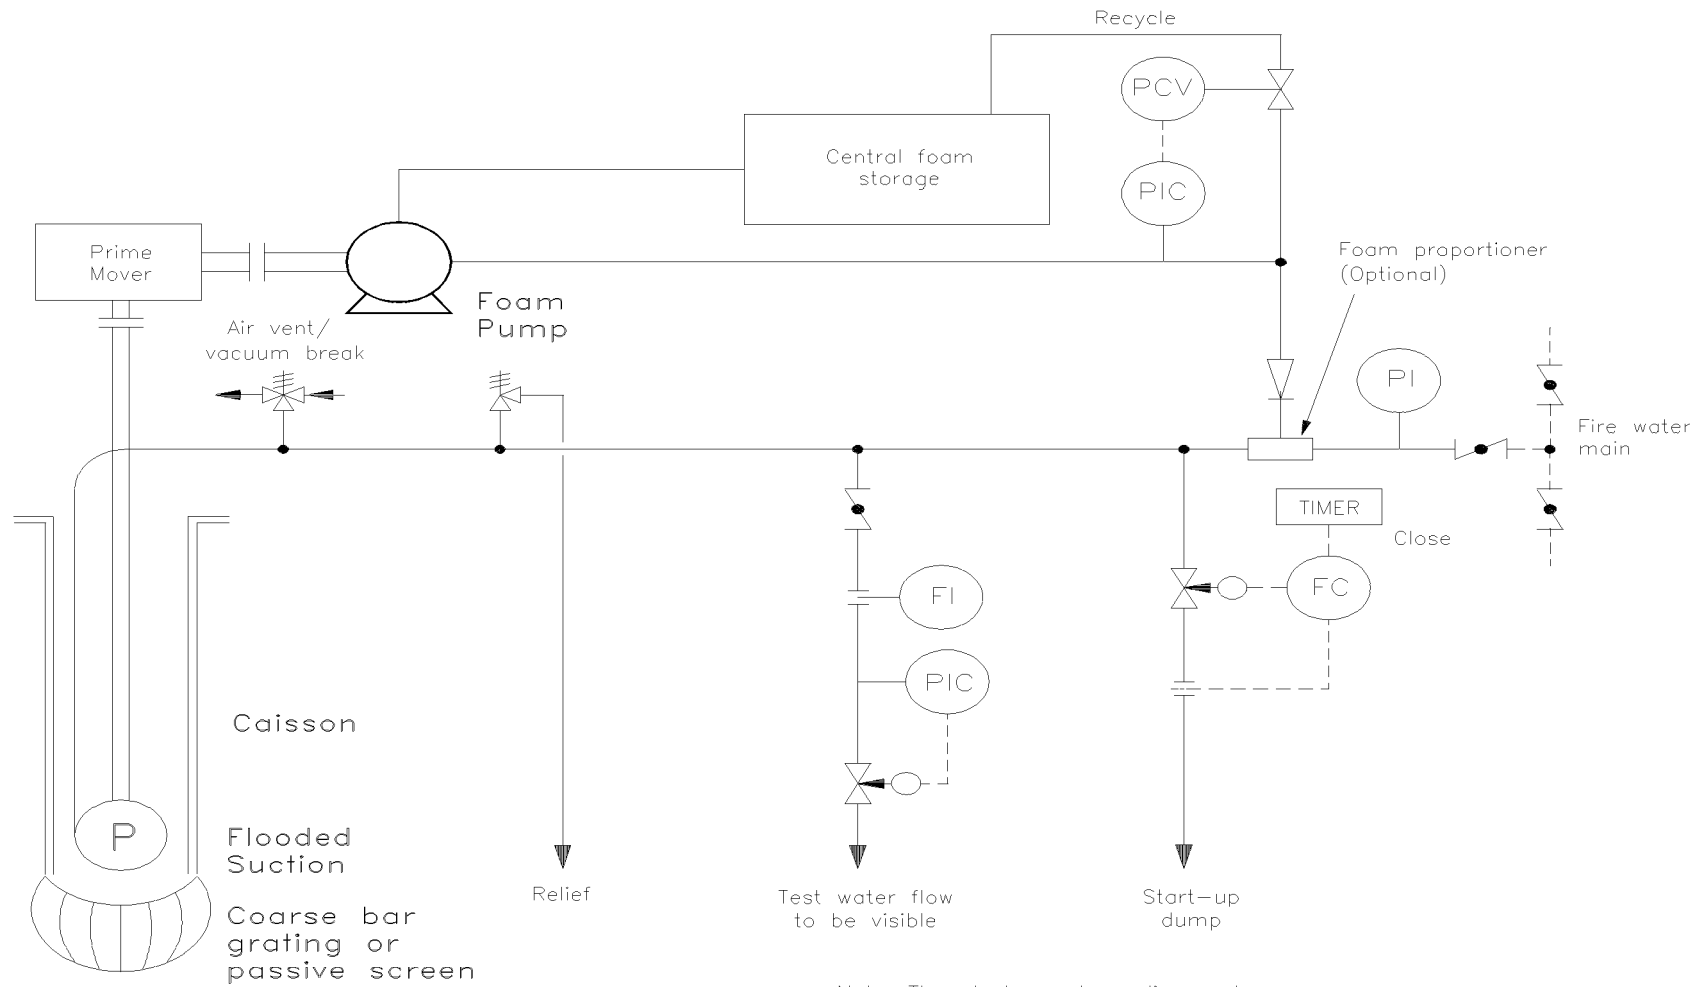 Recycle
PCV
Central foam
storage
PIC
Prime
Mover
Foam proportioner
(Optional)
Foam
Pump
Air vent/
vacuum break
PI
Fire water
main
TIMER
Close
FI
FC
PIC
Caisson
P
Flooded
Suction
Relief
Test water flow
to be visible
Start-up
dump
Coarse bar
grating or
passive screen